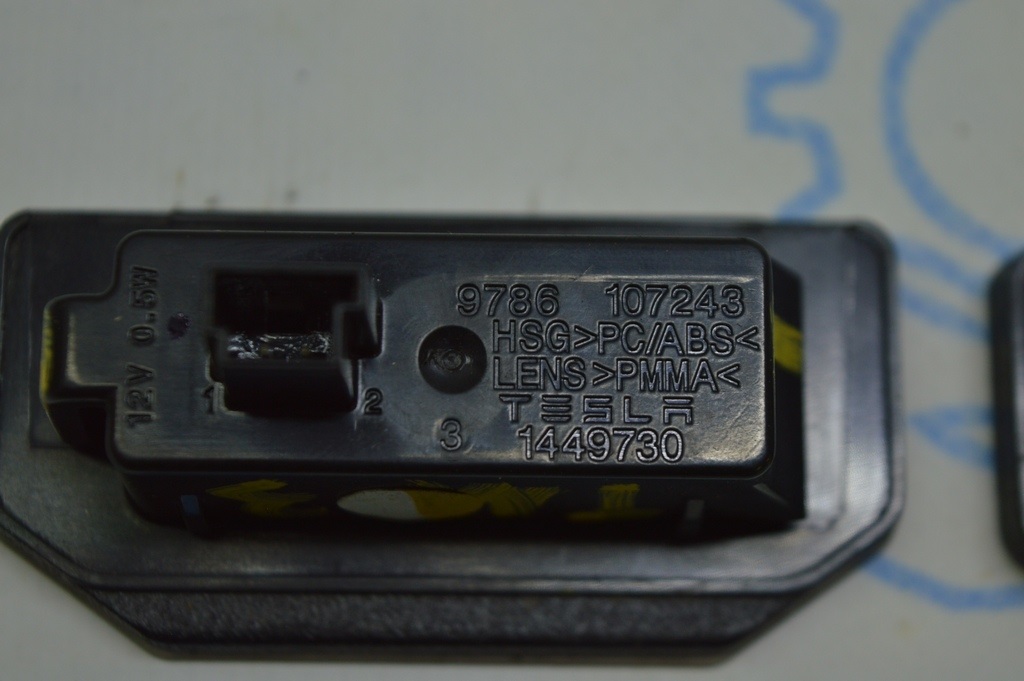 12V 0.5W
9786 107243
HSG>PC/ABS<
LENS>PMMA<
TESLA
1449730
1
2
3